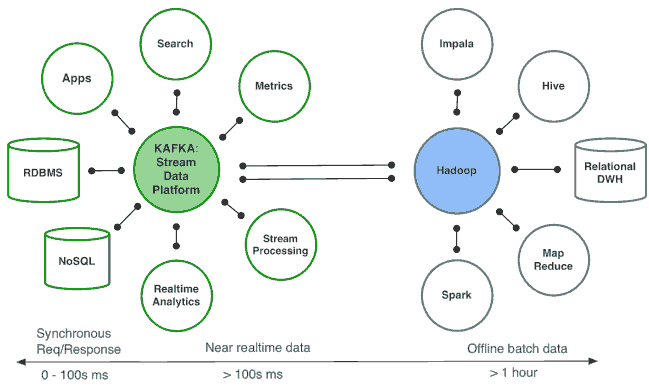 Search
Impala
Apps
Metrics
Hive
KAFKA:
Stream
Data
Platform
RDBMS
Hadoop
Relational
DWH
NoSQL
Stream
Processing
Map
Reduce
Realtime
Analytics
Spark
Synchronous
Req/Response
Near realtime data
Offline batch data
0 - 100s ms
> 100s ms
> 1 hour